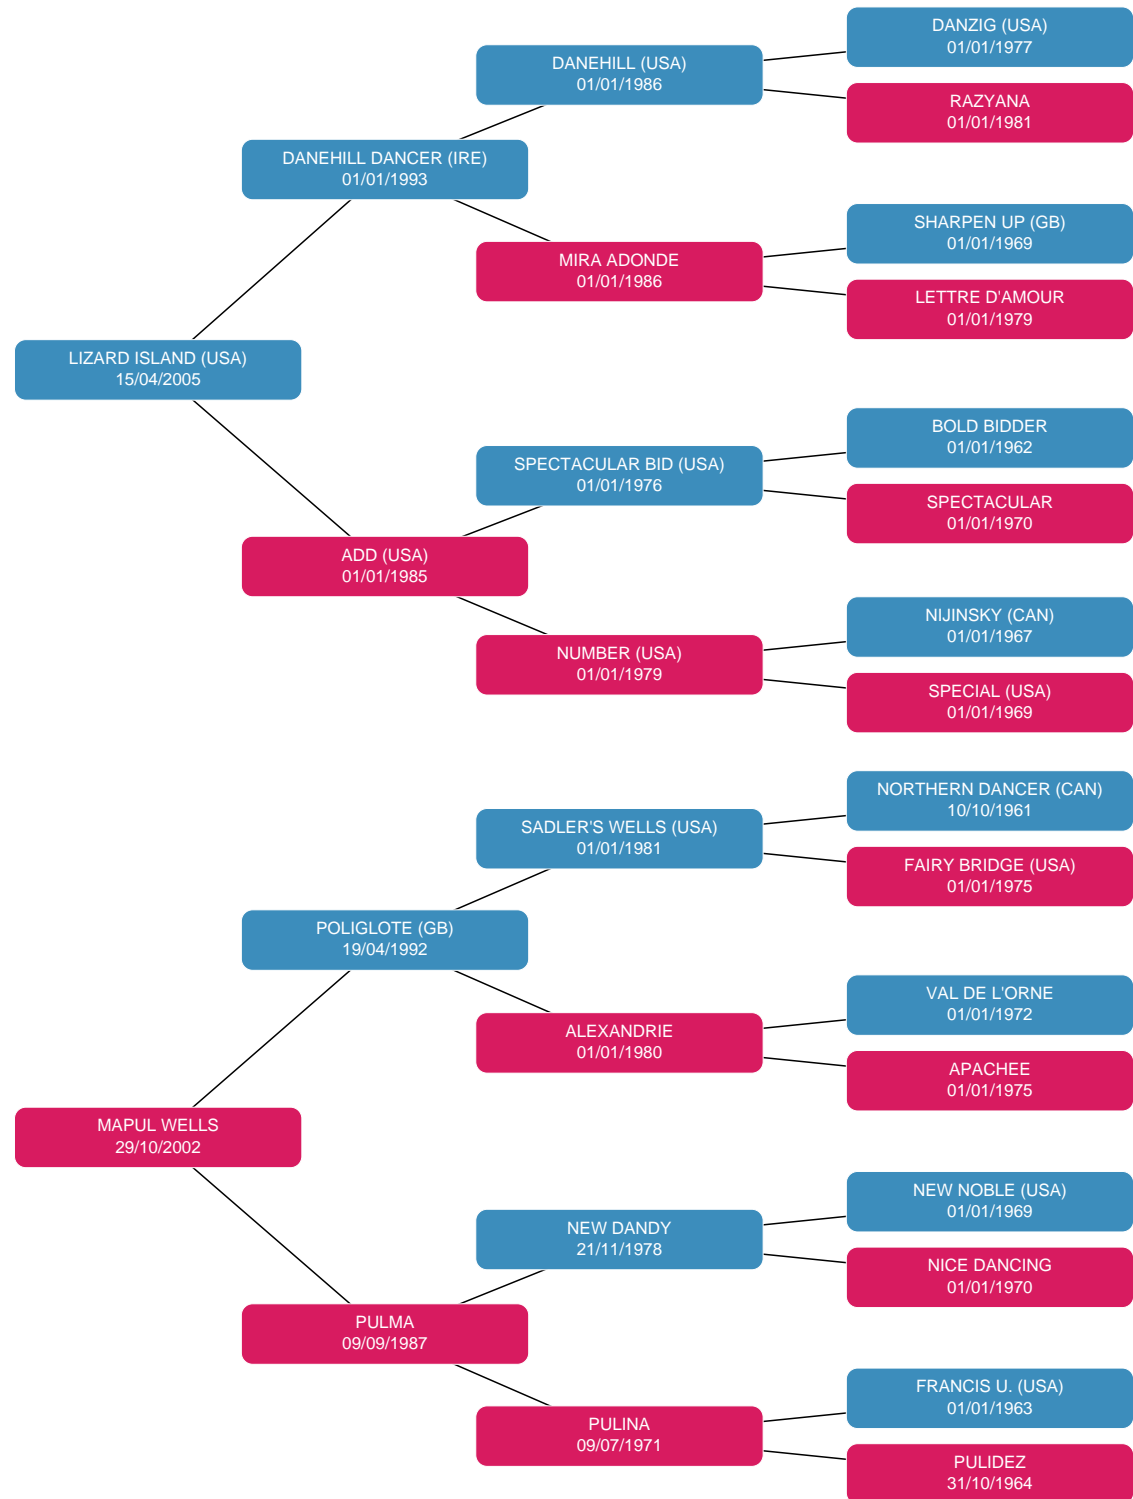 DANZIG (USA)
01/01/1977
DANEHILL (USA)
01/01/1986
RAZYANA
01/01/1981
DANEHILL DANCER (IRE)
01/01/1993
SHARPEN UP (GB)
01/01/1969
MIRA ADONDE
01/01/1986
LETTRE D'AMOUR
01/01/1979
LIZARD ISLAND (USA)
15/04/2005
BOLD BIDDER
01/01/1962
SPECTACULAR BID (USA)
01/01/1976
SPECTACULAR
01/01/1970
ADD (USA)
01/01/1985
NIJINSKY (CAN)
01/01/1967
NUMBER (USA)
01/01/1979
SPECIAL (USA)
01/01/1969
NORTHERN DANCER (CAN)
10/10/1961
SADLER'S WELLS (USA)
01/01/1981
FAIRY BRIDGE (USA)
01/01/1975
POLIGLOTE (GB)
19/04/1992
VAL DE L'ORNE
01/01/1972
ALEXANDRIE
01/01/1980
APACHEE
01/01/1975
MAPUL WELLS
29/10/2002
NEW NOBLE (USA)
01/01/1969
NEW DANDY
21/11/1978
NICE DANCING
01/01/1970
PULMA
09/09/1987
FRANCIS U. (USA)
01/01/1963
PULINA
09/07/1971
PULIDEZ
31/10/1964